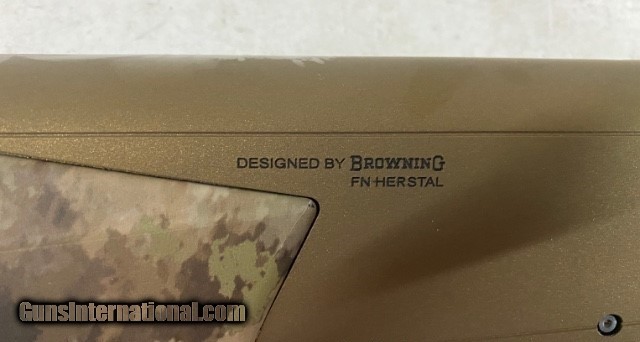 DESIGNED BY BROWNING
FN HERSTAL
GunsInternational.com